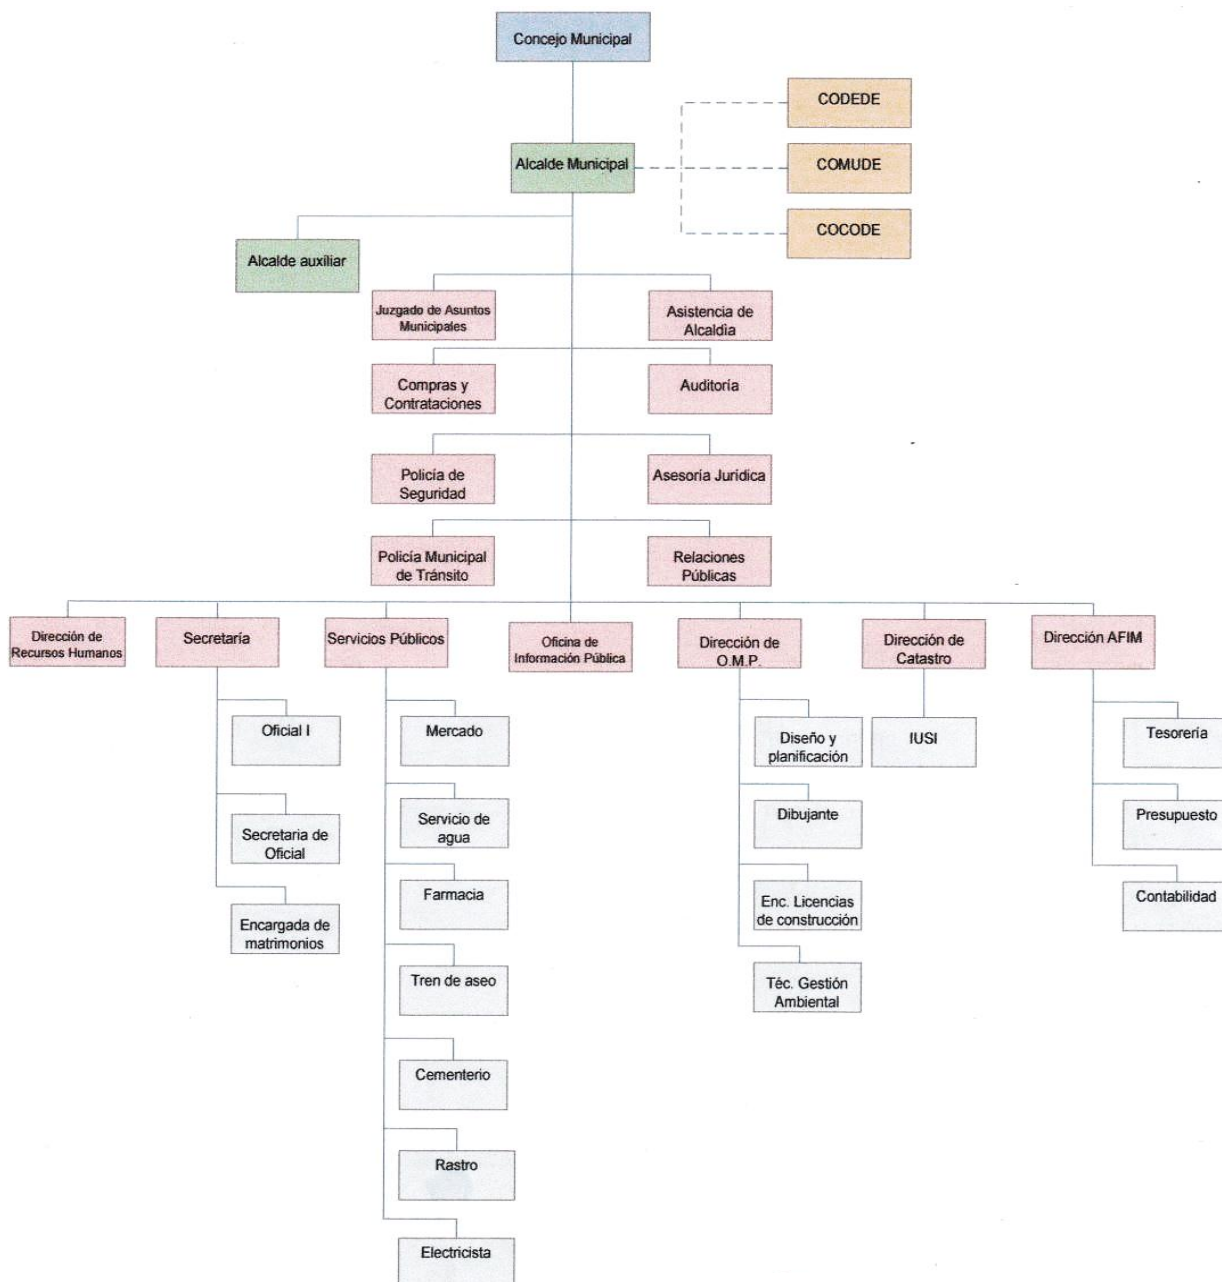 Concejo Municipal
CODEDE
Alcalde Municipal
COMUDE
COCODE
Alcalde auxíliar
Juzgado de Asuntos
Municipales
Asistencia de
Alcaldìa
Compras y
Contrataciones
Auditoría
Policía de
Seguridad
Asesoría Jurídica
Policía Municipal
de Tránsito
Relaciones
Públicas
Dirección de
Recursos Humanos
Secretaría
Servicios Públicos
Oficina de
Información Pública
Dirección de
O.M.P.
Dirección de
Catastro
Dirección AFIM
Oficial I
Secretaria de
Oficial
Encargada de
matrimonios
Mercado
Servicio de
agua
Farmacia
Tren de aseo
Cementerio
Rastro
Electricista
Diseño y
planificación
Dibujante
Enc. Licencias
de construcción
Téc. Gestión
Ambiental
IUSI
Tesorería
Presupuesto
Contabilidad